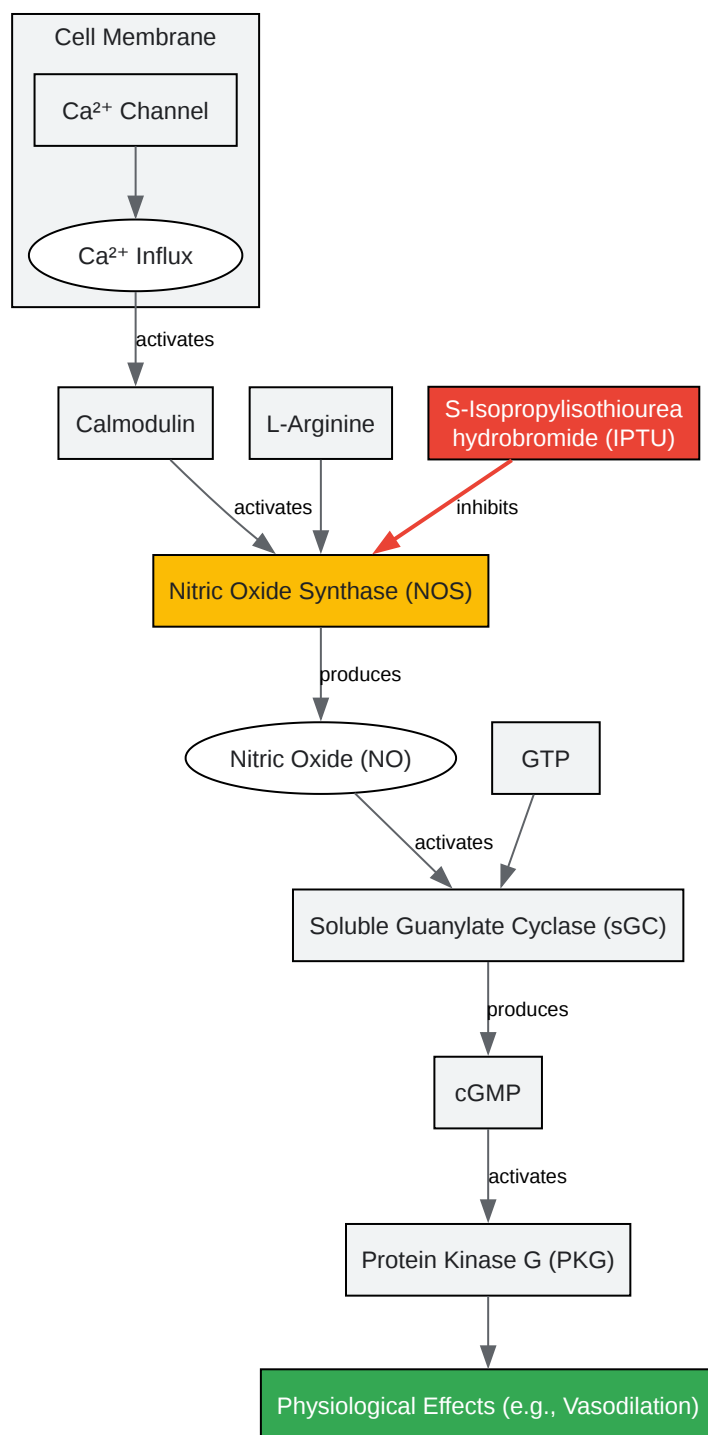 Cell Membrane
Ca²⁺ Channel
Ca²⁺ Influx
activates
Calmodulin
L-Arginine
S-Isopropylisothiourea
hydrobromide (IPTU)
activates
inhibits
Nitric Oxide Synthase (NOS)
produces
Nitric Oxide (NO)
GTP
activates
Soluble Guanylate Cyclase (sGC)
produces
cGMP
activates
Protein Kinase G (PKG)
Physiological Effects (e.g., Vasodilation)